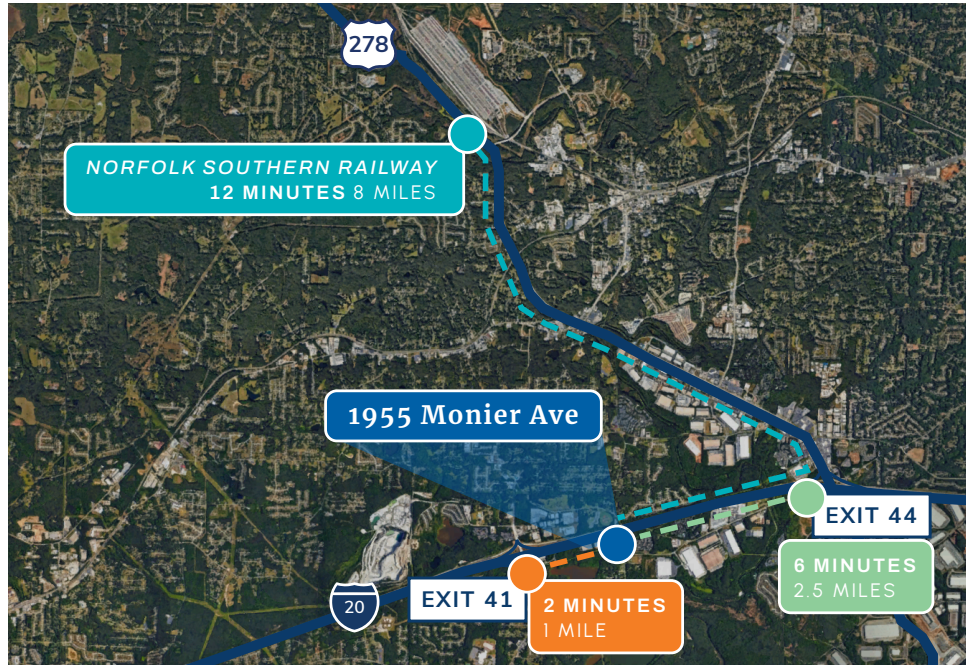 278
NORFOLK SOUTHERN RAILWAY
12 MINUTES 8 MILES
1955 Monier Ave
EXIT 44
6 MINUTES
2.5 MILES
20
EXIT 41
2 MINUTES
1 MILE